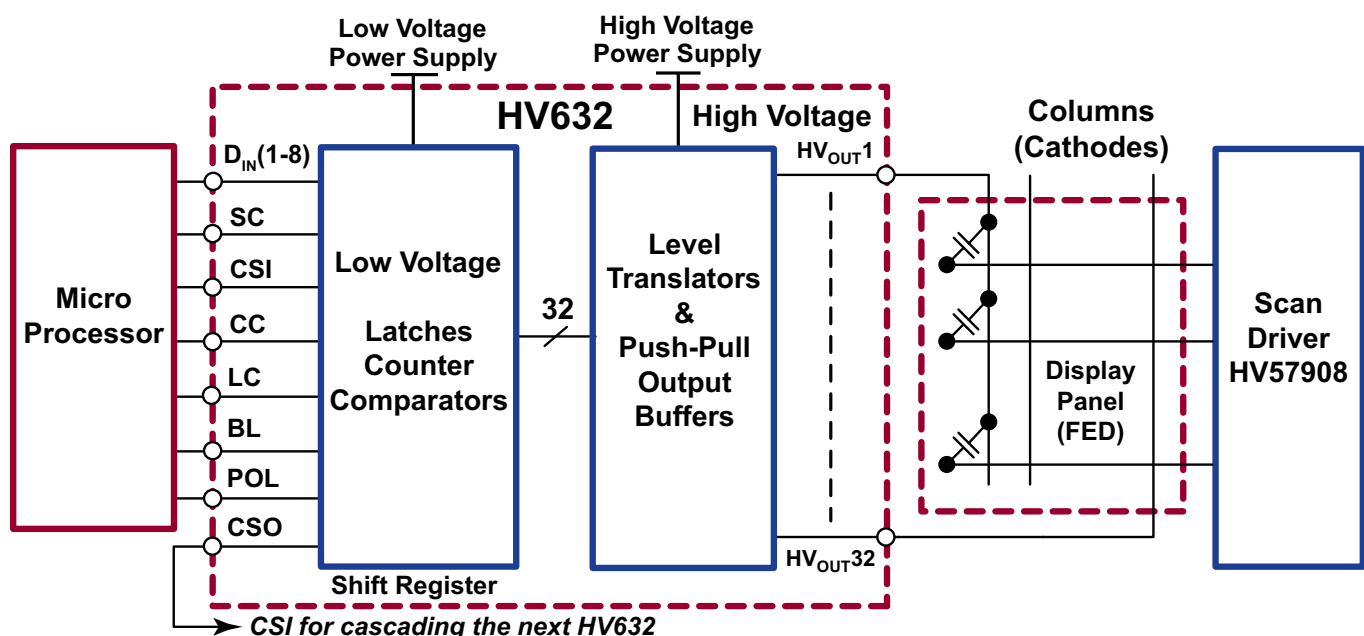 Low Voltage
Power Supply
High Voltage
Power Supply
HV632
High Voltage
Columns
(Cathodes)
Micro
Processor
D_IN(1-8)
SC
CSI
CC
LC
BL
POL
CSO
Low Voltage
Latches
Counter
Comparators
Shift Register
32
Level
Translators
&
Push-Pull
Output
Buffers
HV_OUT1
HV_OUT32
Display
Panel
(FED)
Scan
Driver
HV57908
CSI for cascading the next HV632